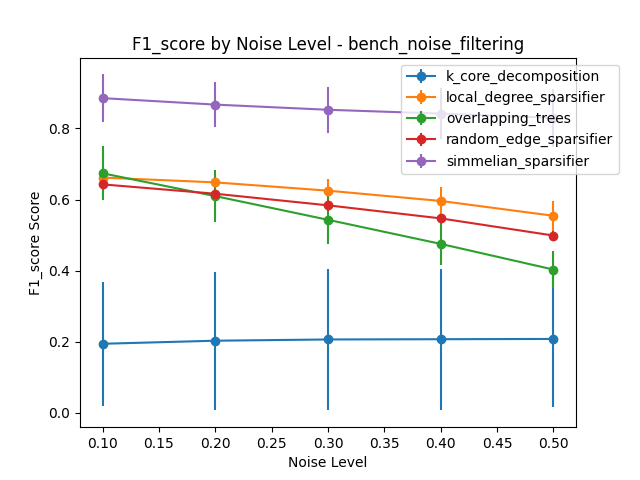 F1_score by Noise Level - bench_noise_filtering
k_core_decomposition
local_degree_sparsifier
overlapping_trees
random_edge_sparsifier
simmelian_sparsifier
F1_score Score
0.8
0.6
0.4
0.2
0.0
0.10 0.15 0.20 0.25 0.30 0.35 0.40 0.45 0.50
Noise Level